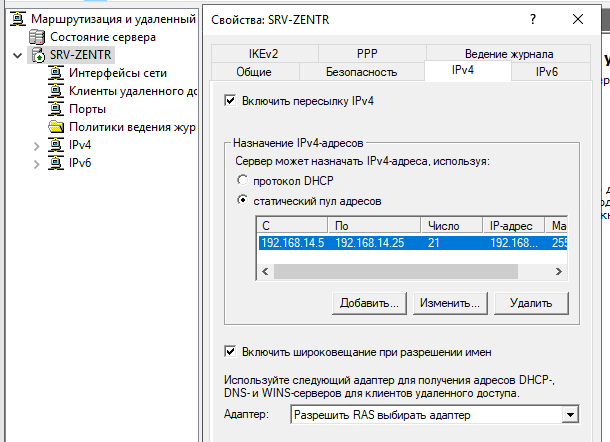 Маршрутизация и удаленный
Состояние сервера
SRV-ZENTR
Интерфейсы сети
Клиенты удаленного до
Порты
Политики ведения жур
IPv4
IPv6
Свойства: SRV-ZENTR
IKEv2 PPP Ведение журнала
Общие Безопасность IPv4 IPv6
Включить пересылку IPv4
Назначение IPv4-адресов
Сервер может назначать IPv4-адреса, используя:
протокол DHCP
статический пул адресов
С По Число IP-адрес Ма
192.168.14.5 192.168.14.25 21 192.168... 255
Добавить... Изменить... Удалить
Включить широковещание при разрешении имен
Используйте следующий адаптер для получения адресов DHCP-,
DNS- и WINS-серверов для клиентов удаленного доступа.
Адаптер: Разрешить RAS выбирать адаптер